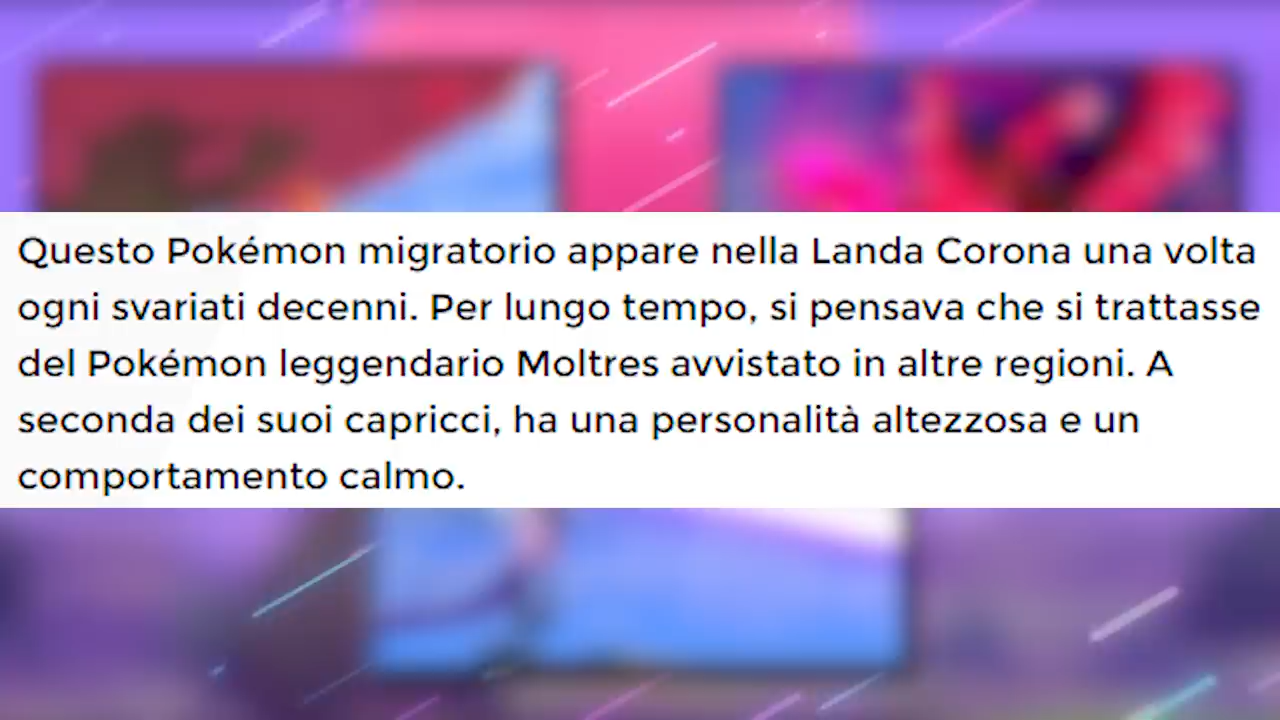 Questo Pokémon migratorio appare nella Landa Corona una volta
ogni svariati decenni. Per lungo tempo, si pensava che si trattasse
del Pokémon leggendario Moltres avvistato in altre regioni. A
seconda dei suoi capricci, ha una personalità altezzosa e un
comportamento calmo.